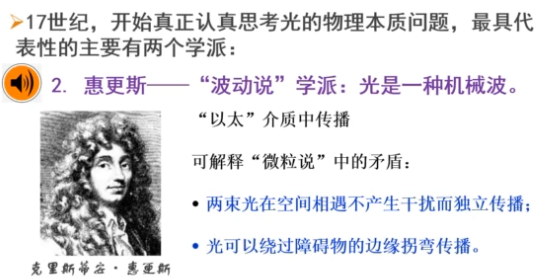 ➢17世纪，开始真正认真思考光的物理本质问题，最具代
表性的主要有两个学派：
2. 惠更斯——“波动说”学派：光是一种机械波。
“以太”介质中传播
可解释“微粒说”中的矛盾：
• 两束光在空间相遇不产生干扰而独立传播；
• 光可以绕过障碍物的边缘拐弯传播。
克里斯蒂安·惠更斯